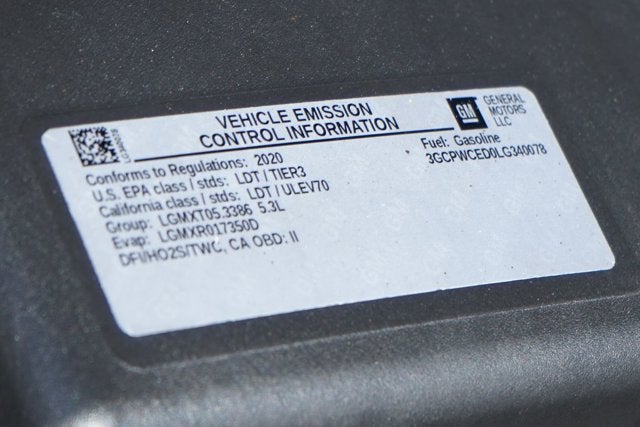 VEHICLE EMISSION
CONTROL INFORMATION
GM
GENERAL
MOTORS
LLC
Fuel: Gasoline
3GCPWCED0LG340078
Conforms to Regulations: 2020
U.S. EPA class / stds: LDT / TIER3
California class / stds: LDT / ULEV70
Group: LGMXT05.3386 5.3L
Evap: LGMXR017350D
DFI/HO2S/TWC, CA OBD: II